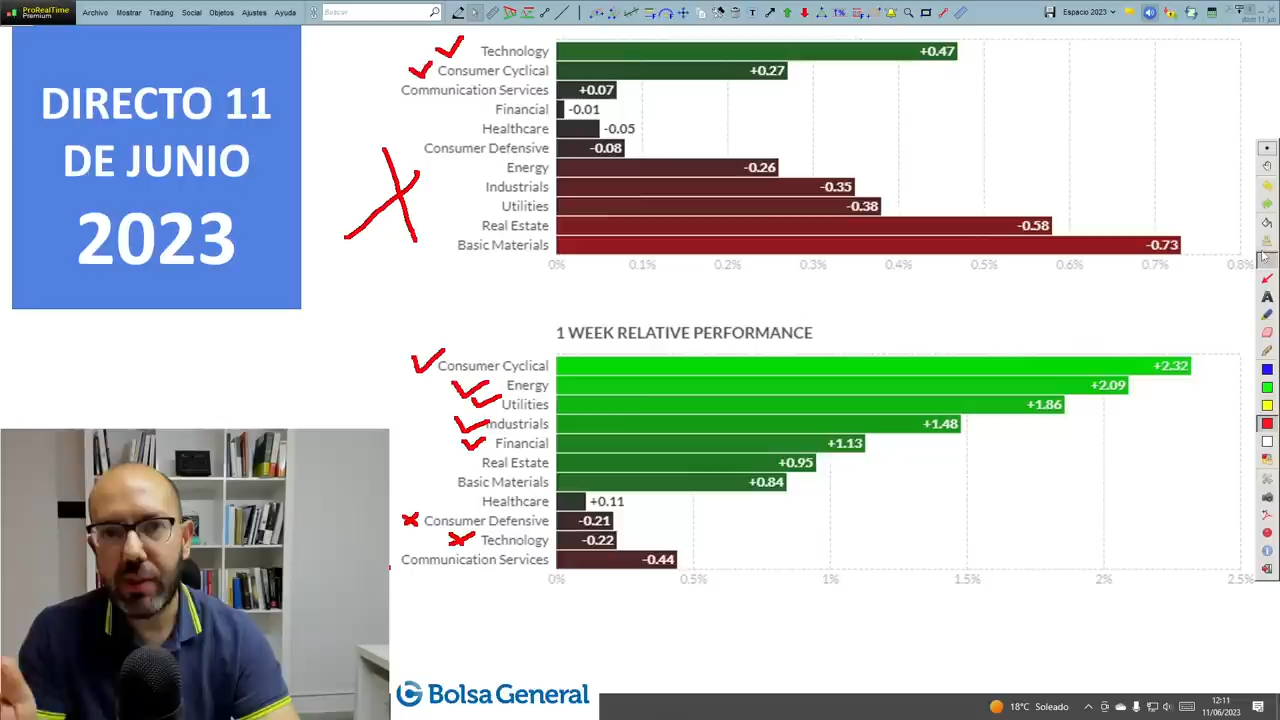 ProRealTime
Premium
Archivo Mostrar Trading Social Objetos Ajustes Ayuda
Buscar
Espacio 2023
dom 11 jun
DIRECTO 11
DE JUNIO
2023
Technology +0.47
Consumer Cyclical +0.27
Communication Services +0.07
Financial -0.01
Healthcare -0.05
Consumer Defensive -0.08
Energy -0.26
Industrials -0.35
Utilities -0.38
Real Estate -0.58
Basic Materials -0.73
0% 0.1% 0.2% 0.3% 0.4% 0.5% 0.6% 0.7% 0.8%
1 WEEK RELATIVE PERFORMANCE
Consumer Cyclical +2.32
Energy +2.09
Utilities +1.86
Industrials +1.48
Financial +1.13
Real Estate +0.95
Basic Materials +0.84
Healthcare +0.11
Consumer Defensive -0.21
Technology -0.22
Communication Services -0.44
0% 0.5% 1% 1.5% 2% 2.5%
Bolsa General
18°C Soleado
12:11
11/06/2023